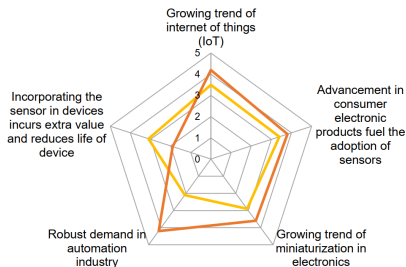 Growing trend of
internet of things
(IoT)
5
4
3
2
1
0
Advancement in
consumer
electronic
products fuel the
adoption of
sensors
Growing trend of
miniaturization in
electronics
Robust demand in
automation
industry
Incorporating the
sensor in devices
incurs extra value
and reduces life of
device